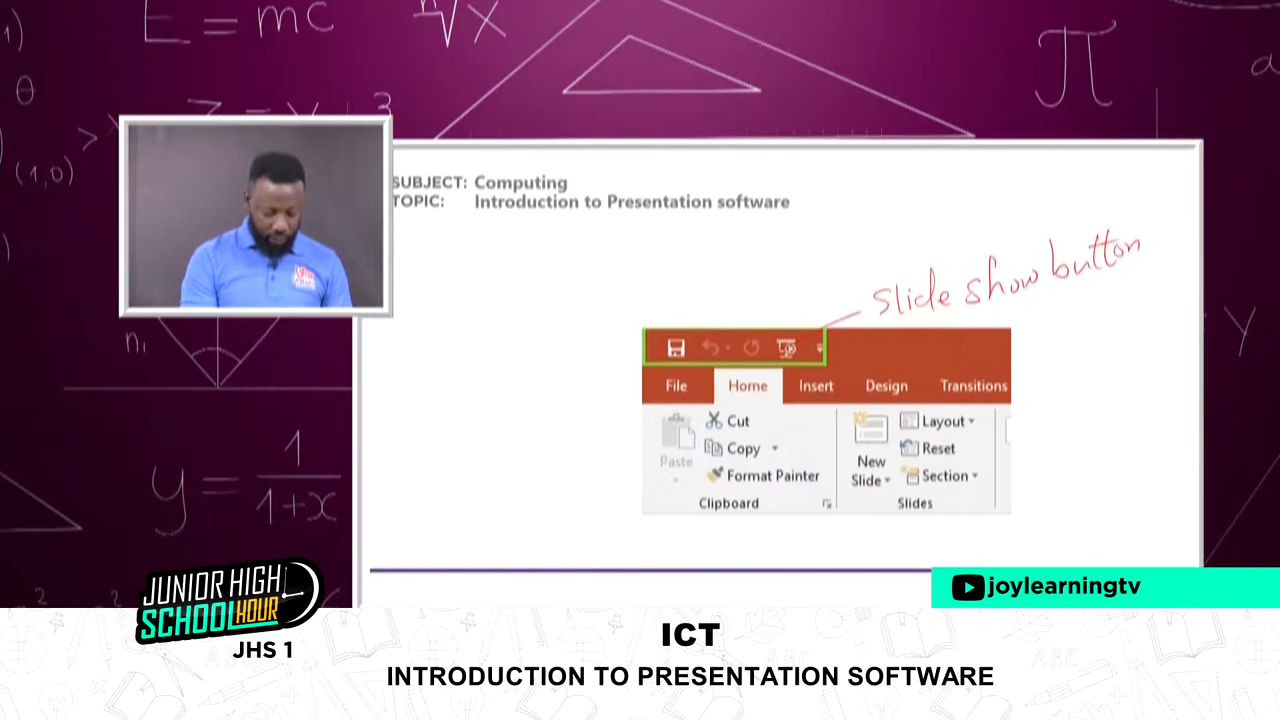 E = mc
n√x
π
1)
θ
(1,0)
n1
y = 1/1+x
Y
SUBJECT: Computing
TOPIC: Introduction to Presentation software
Slide show button
File Home Insert Design Transitions
Paste
Cut
Copy
Format Painter
Clipboard
New
Slide
Layout
Reset
Section
Slides
joylearningtv
JUNIOR HIGH
SCHOOL HOUR
JHS 1
ICT
INTRODUCTION TO PRESENTATION SOFTWARE